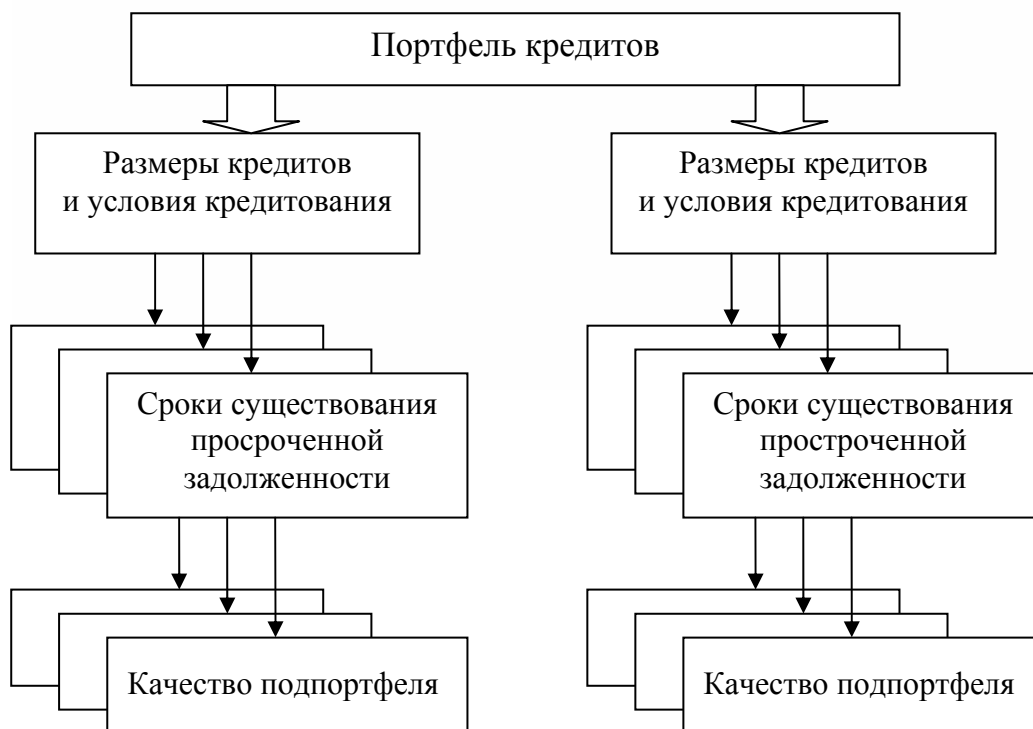 Портфель кредитов
Размеры кредитов
и условия кредитования
Размеры кредитов
и условия кредитования
Сроки существования
просроченной
задолженности
Сроки существования
простроченной
задолженности
Качество подпортфеля
Качество подпортфеля